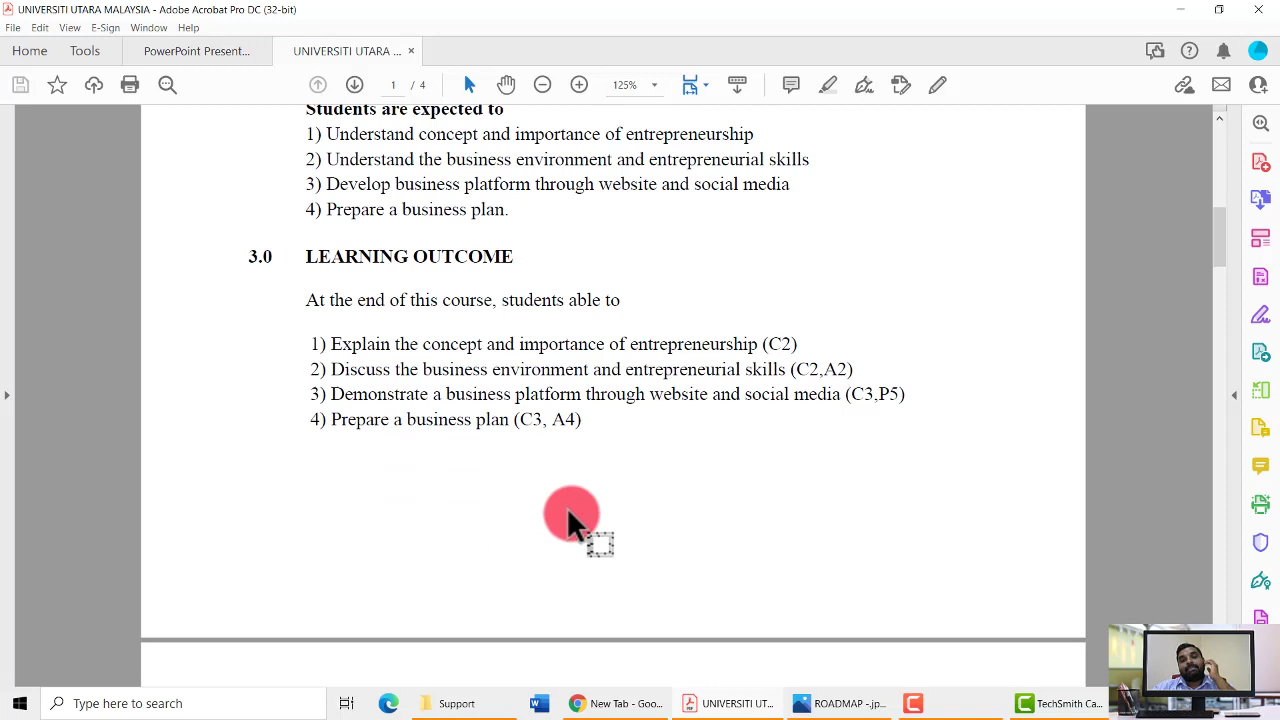 UNIVERSITI UTARA MALAYSIA - Adobe Acrobat Pro DC (32-bit)
File Edit View E-Sign Window Help
Home Tools PowerPoint Present... UNIVERSITI UTARA ... ×
1 / 4 125%
Students are expected to
1) Understand concept and importance of entrepreneurship
2) Understand the business environment and entrepreneurial skills
3) Develop business platform through website and social media
4) Prepare a business plan.
3.0 LEARNING OUTCOME
At the end of this course, students able to
1) Explain the concept and importance of entrepreneurship (C2)
2) Discuss the business environment and entrepreneurial skills (C2,A2)
3) Demonstrate a business platform through website and social media (C3,P5)
4) Prepare a business plan (C3, A4)
Type here to search New Tab - Goo... UNIVERSITI UT... ROADMAP -.jp... TechSmith Ca...